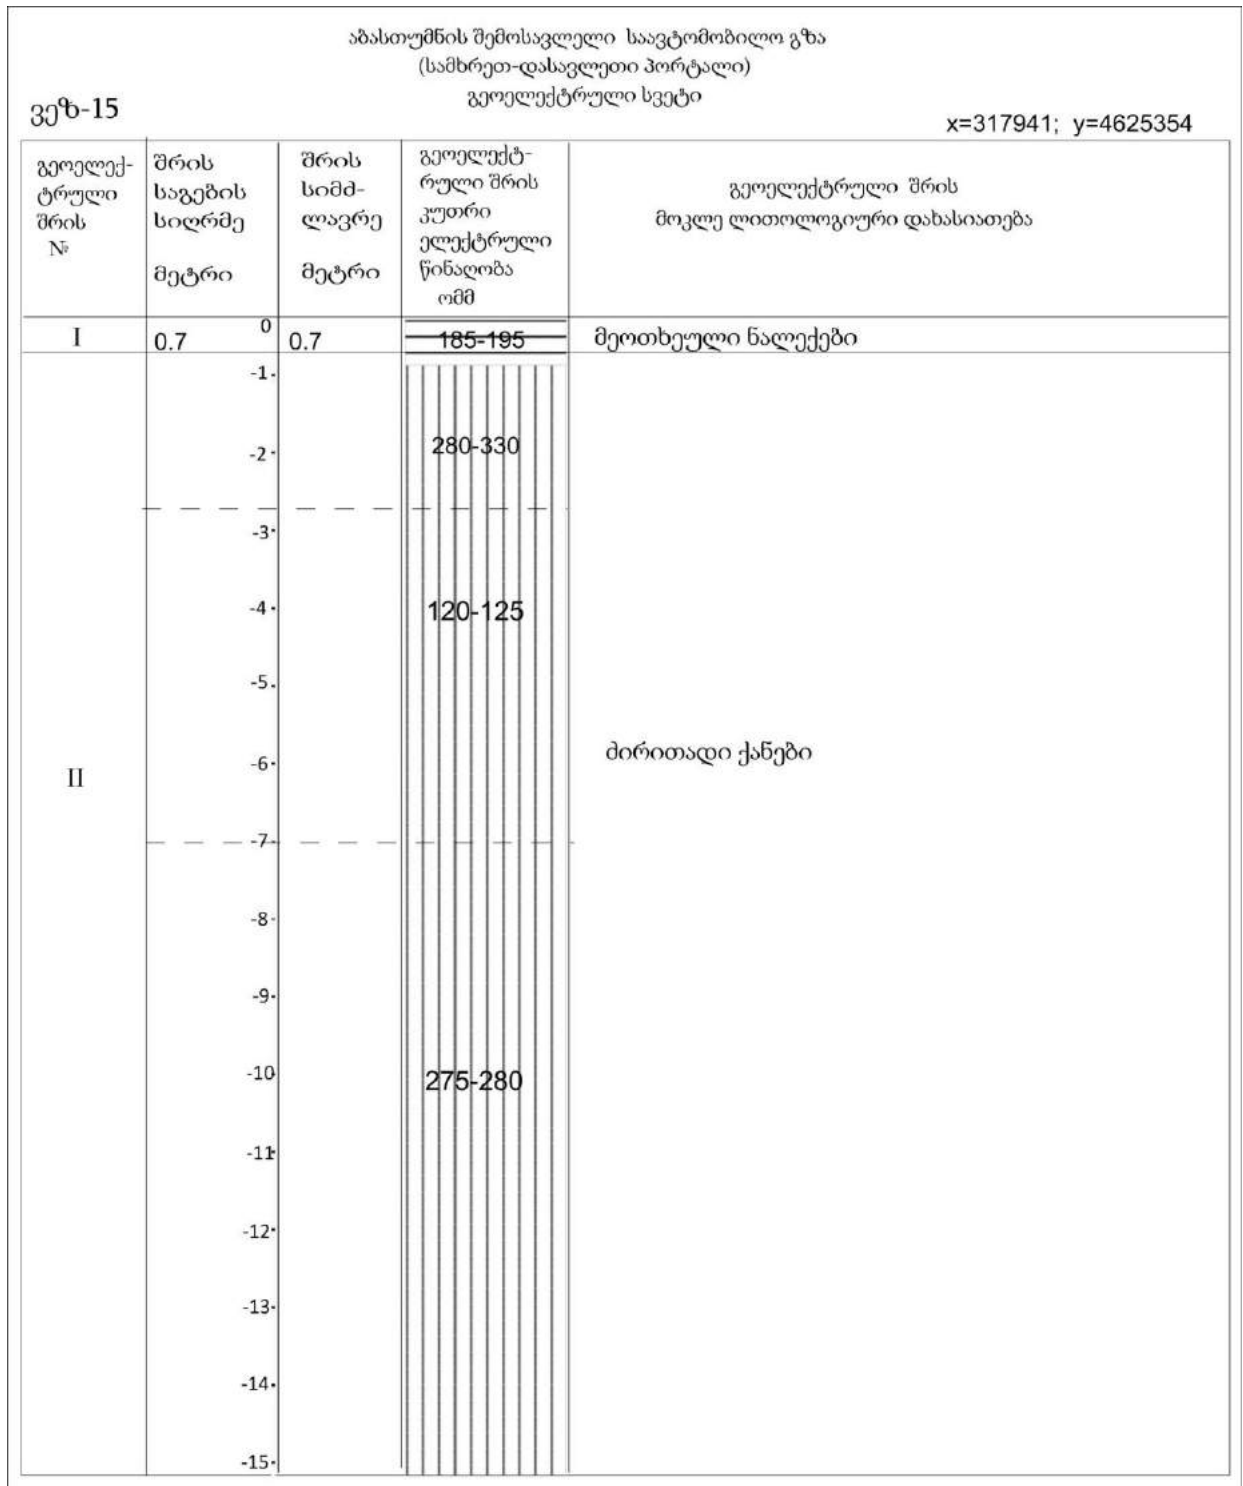 აბასთუმნის შემოსავლელი საავტომობილო გზა
(სამხრეთ-დასავლეთი პორტალი)
გეოელექტრული სვეტი
ვეზ-15
x=317941; y=4625354
გეოელექ-
ტრული
შრის
№
შრის
საგების
სიღრმე
მეტრი
შრის
სიმძ-
ლავრე
მეტრი
გეოელექტ-
რული შრის
კუთრი
ელექტრული
წინაღობა
ომმ
გეოელექტრული შრის
მოკლე ლითოლოგიური დახასიათება
I
0.7
0
0.7
185-195
მეოთხეული ნალექები
-1
280-330
-2
-3
-4
120-125
-5
ძირითადი ქანები
-6
II
-7
-8
-9
-10
275-280
-11
-12
-13
-14
-15